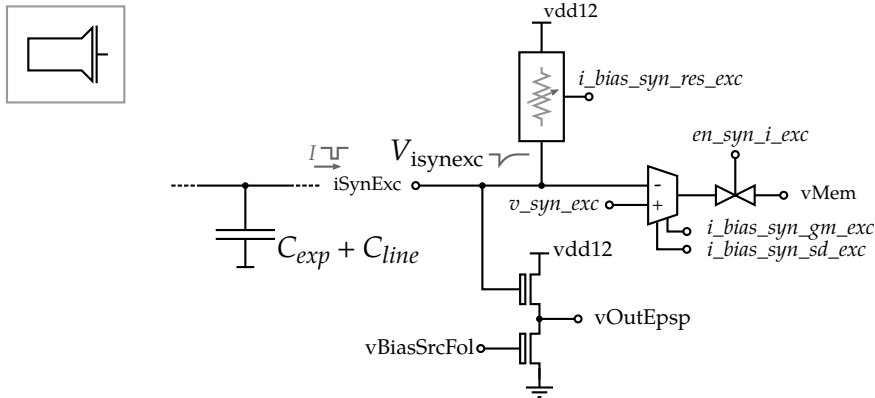 vdd12
i_bias_syn_res_exc
en_syn_i_exc
I
V_isynexc
iSynExc
v_syn_exc
-
+
vMem
i_bias_syn_gm_exc
i_bias_syn_sd_exc
C_exp + C_line
vdd12
vOutEpsp
vBiasSrcFol